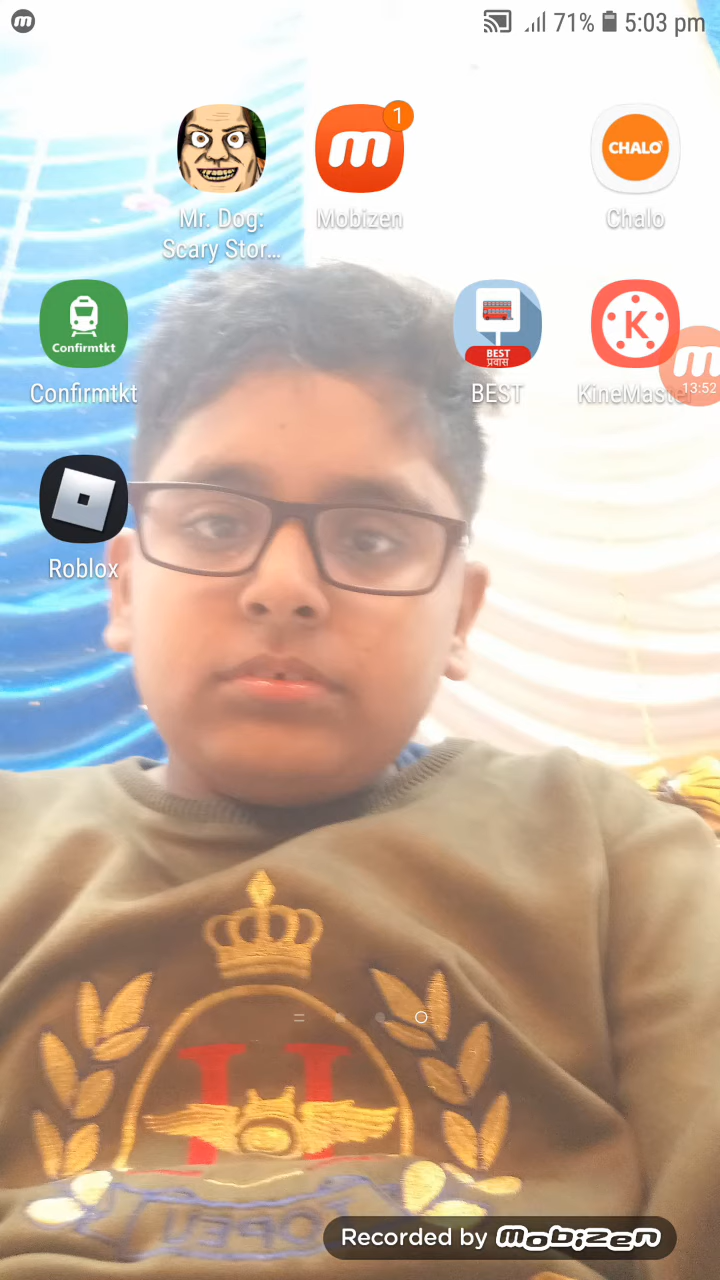 71% 5:03 pm
1
m
CHALO
Mr. Dog:
Scary Stor...
Mobizen
Chalo
Confirmtkt
BEST
प्रवास
K
m
13:52
Confirmtkt
BEST
KineMaster
Roblox
H
Recorded by mobizen